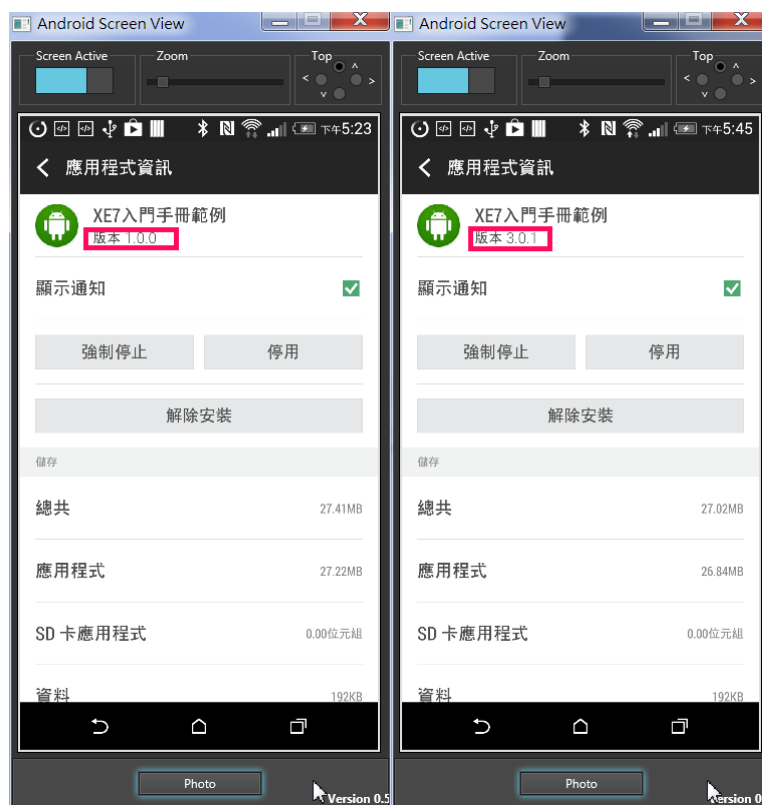 Android Screen View
Screen Active
Zoom
Top
下午5:23
應用程式資訊
XE7入門手冊範例
版本 1.0.0
顯示通知
強制停止
停用
解除安裝
儲存
總共
27.41MB
應用程式
27.22MB
SD 卡應用程式
0.00位元組
資料
192KB
Photo
Version 0.5
Android Screen View
Screen Active
Zoom
Top
下午5:45
應用程式資訊
XE7入門手冊範例
版本 3.0.1
顯示通知
強制停止
停用
解除安裝
儲存
總共
27.02MB
應用程式
26.84MB
SD 卡應用程式
0.00位元組
資料
192KB
Photo
Version 0